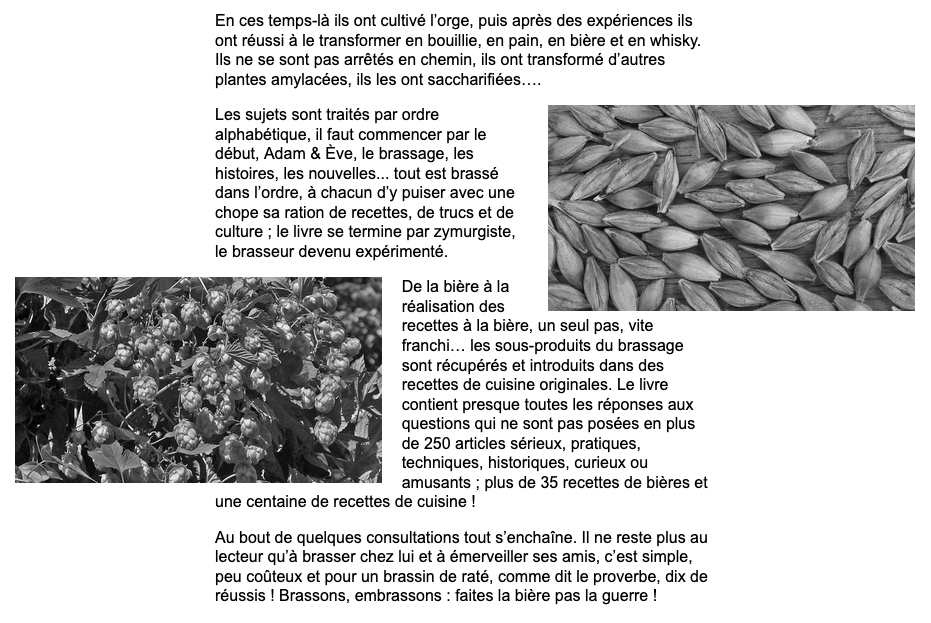 En ces temps-là ils ont cultivé l’orge, puis après des expériences ils
ont réussi à le transformer en bouillie, en pain, en bière et en whisky.
Ils ne se sont pas arrêtés en chemin, ils ont transformé d’autres
plantes amylacées, ils les ont saccharifiées….
Les sujets sont traités par ordre
alphabétique, il faut commencer par le
début, Adam & Ève, le brassage, les
histoires, les nouvelles... tout est brassé
dans l’ordre, à chacun d’y puiser avec une
chope sa ration de recettes, de trucs et de
culture ; le livre se termine par zymurgiste,
le brasseur devenu expérimenté.
De la bière à la
réalisation des
recettes à la bière, un seul pas, vite
franchi… les sous-produits du brassage
sont récupérés et introduits dans des
recettes de cuisine originales. Le livre
contient presque toutes les réponses aux
questions qui ne sont pas posées en plus
de 250 articles sérieux, pratiques,
techniques, historiques, curieux ou
amusants ; plus de 35 recettes de bières et
une centaine de recettes de cuisine !
Au bout de quelques consultations tout s’enchaîne. Il ne reste plus au
lecteur qu’à brasser chez lui et à émerveiller ses amis, c’est simple,
peu coûteux et pour un brassin de raté, comme dit le proverbe, dix de
réussis ! Brassons, embrassons : faites la bière pas la guerre !